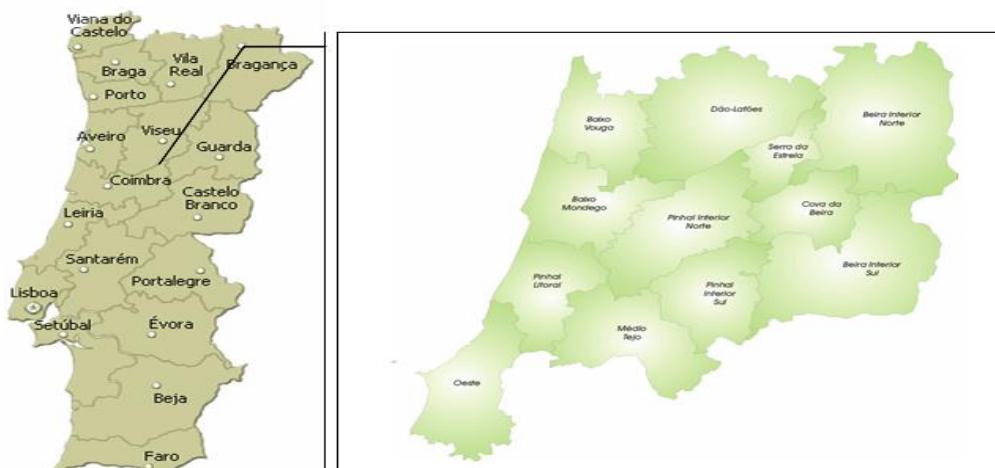 Viana do
Castelo
Braga
Vila
Real
Bragança
Porto
Aveiro
Viseu
Guarda
Coimbra
Castelo
Branco
Leiria
Santarém
Portalegre
Lisboa
Setúbal
Évora
Beja
Faro
Baixo
Vouga
Dão-Lafões
Beira Interior
Norte
Serra da
Estrela
Baixo
Mondego
Pinhal Interior
Norte
Cova da
Beira
Pinhal
Litoral
Pinhal
Interior
Sul
Beira Interior
Sul
Médio
Tejo
Oeste